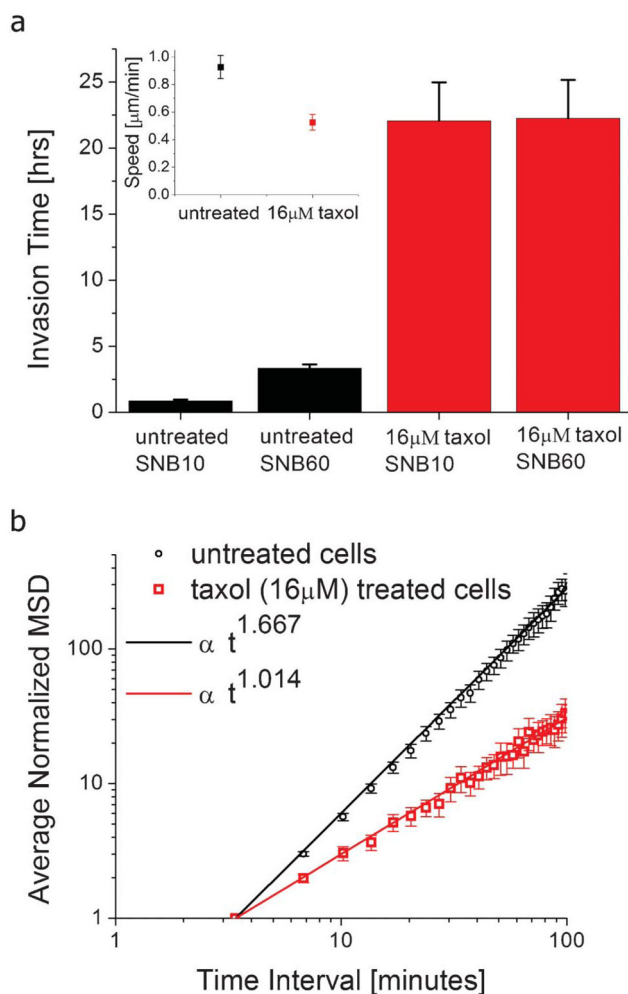 a
Invasion Time [hrs]
25
20
15
10
5
0
Speed [μm/min]
1.0
0.8
0.6
0.4
0.2
0.0
untreated 16μM taxol
untreated untreated 16μM taxol 16μM taxol
SNB10 SNB60 SNB10 SNB60
b
Average Normalized MSD
100
10
1
untreated cells
taxol (16μM) treated cells
α t^1.667
α t^1.014
1 10 100
Time Interval [minutes]